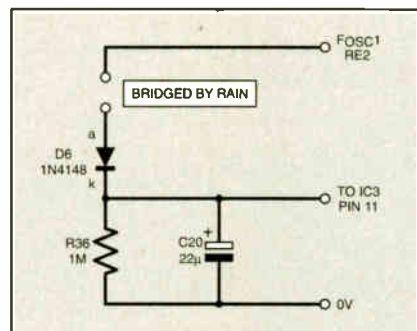 FOSC1
RE2
BRIDGED BY RAIN
a
D6
1N4148
k
TO IC3
PIN 11
R36
1M
+
C20
22µ
0V